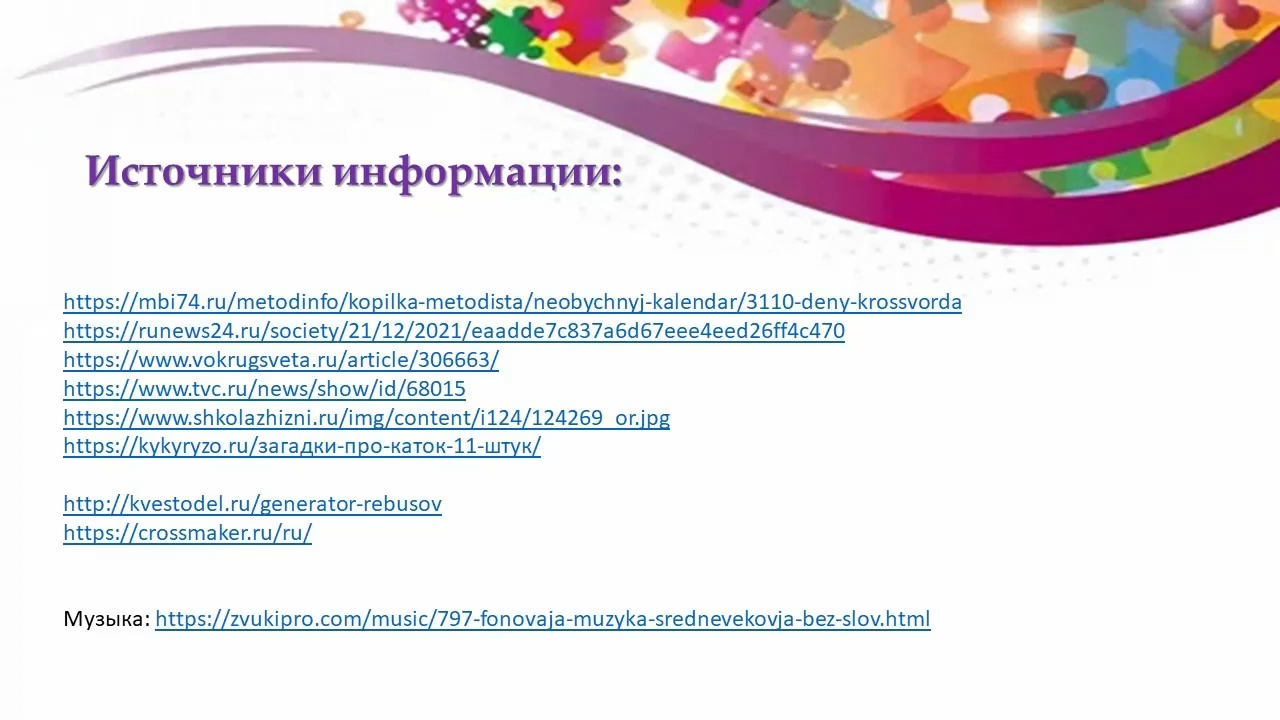 Источники информации:
https://mbi74.ru/metodinfo/kopilka-metodista/neobychnyj-kalendar/3110-deny-krossvorda
https://runews24.ru/society/21/12/2021/eaadde7c837a6d67eee4eed26ff4c470
https://www.vokrugsveta.ru/article/306663/
https://www.tvc.ru/news/show/id/68015
https://www.shkolazhizni.ru/img/content/i124/124269_or.jpg
https://kykyryzo.ru/загадки-про-каток-11-штук/
http://kvestodel.ru/generator-rebusov
https://crossmaker.ru/ru/
Музыка: https://zvukipro.com/music/797-fonovaja-muzyka-srednevekovja-bez-slov.html